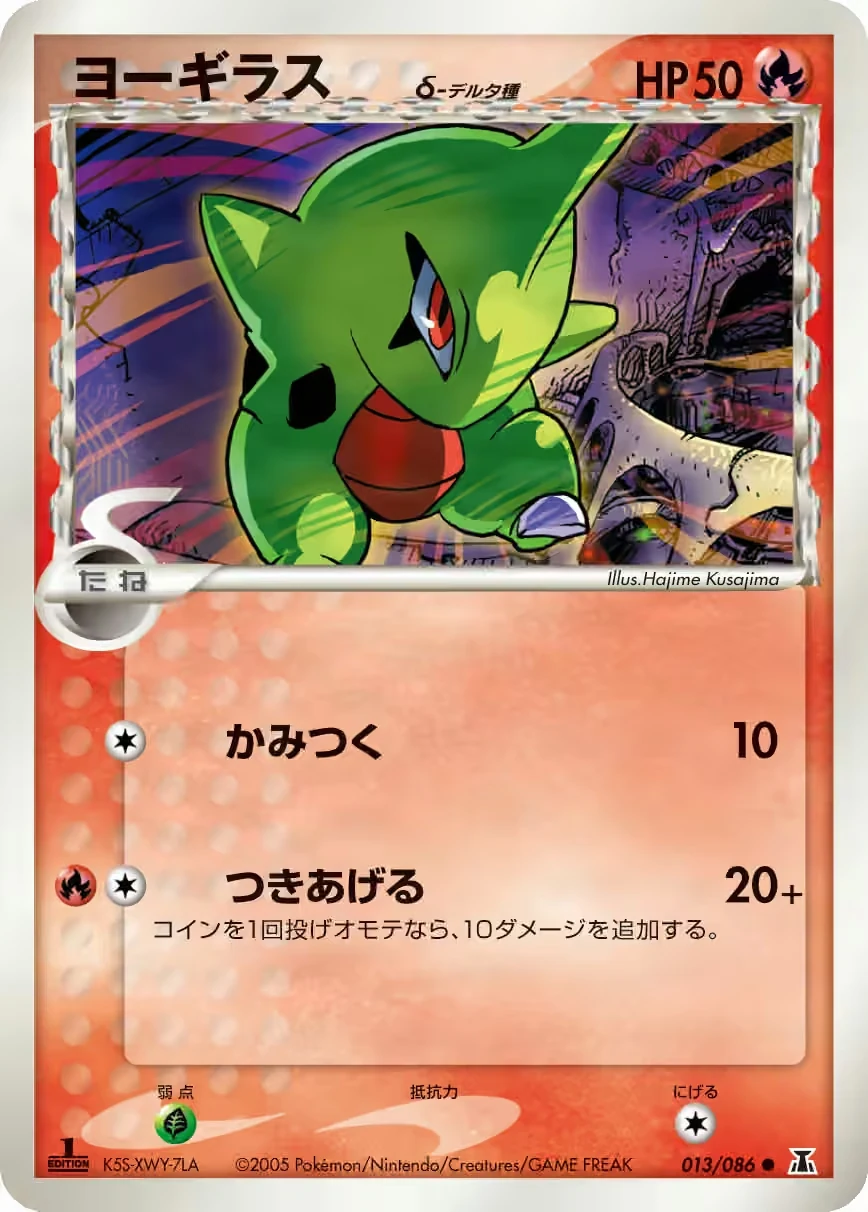 ヨーギラス δ-デルタ種 HP50
たね
Illus.Hajime Kusajima
かみつく 10
つきあげる 20+
コインを1回投げオモテなら、10ダメージを追加する。
弱点 抵抗力 にげる
1 EDITION K5S-XWY-7LA ©2005 Pokémon/Nintendo/Creatures/GAME FREAK 013/086